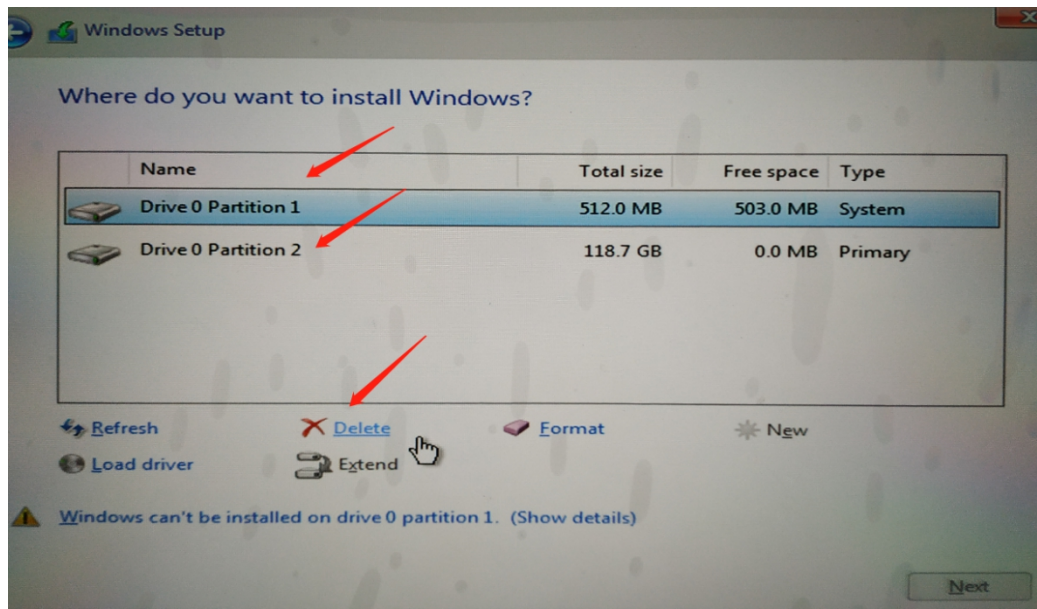 Windows Setup
Where do you want to install Windows?
Name Total size Free space Type
Drive 0 Partition 1 512.0 MB 503.0 MB System
Drive 0 Partition 2 118.7 GB 0.0 MB Primary
Refresh Delete Format New
Load driver Extend
Windows can't be installed on drive 0 partition 1. (Show details)
Next